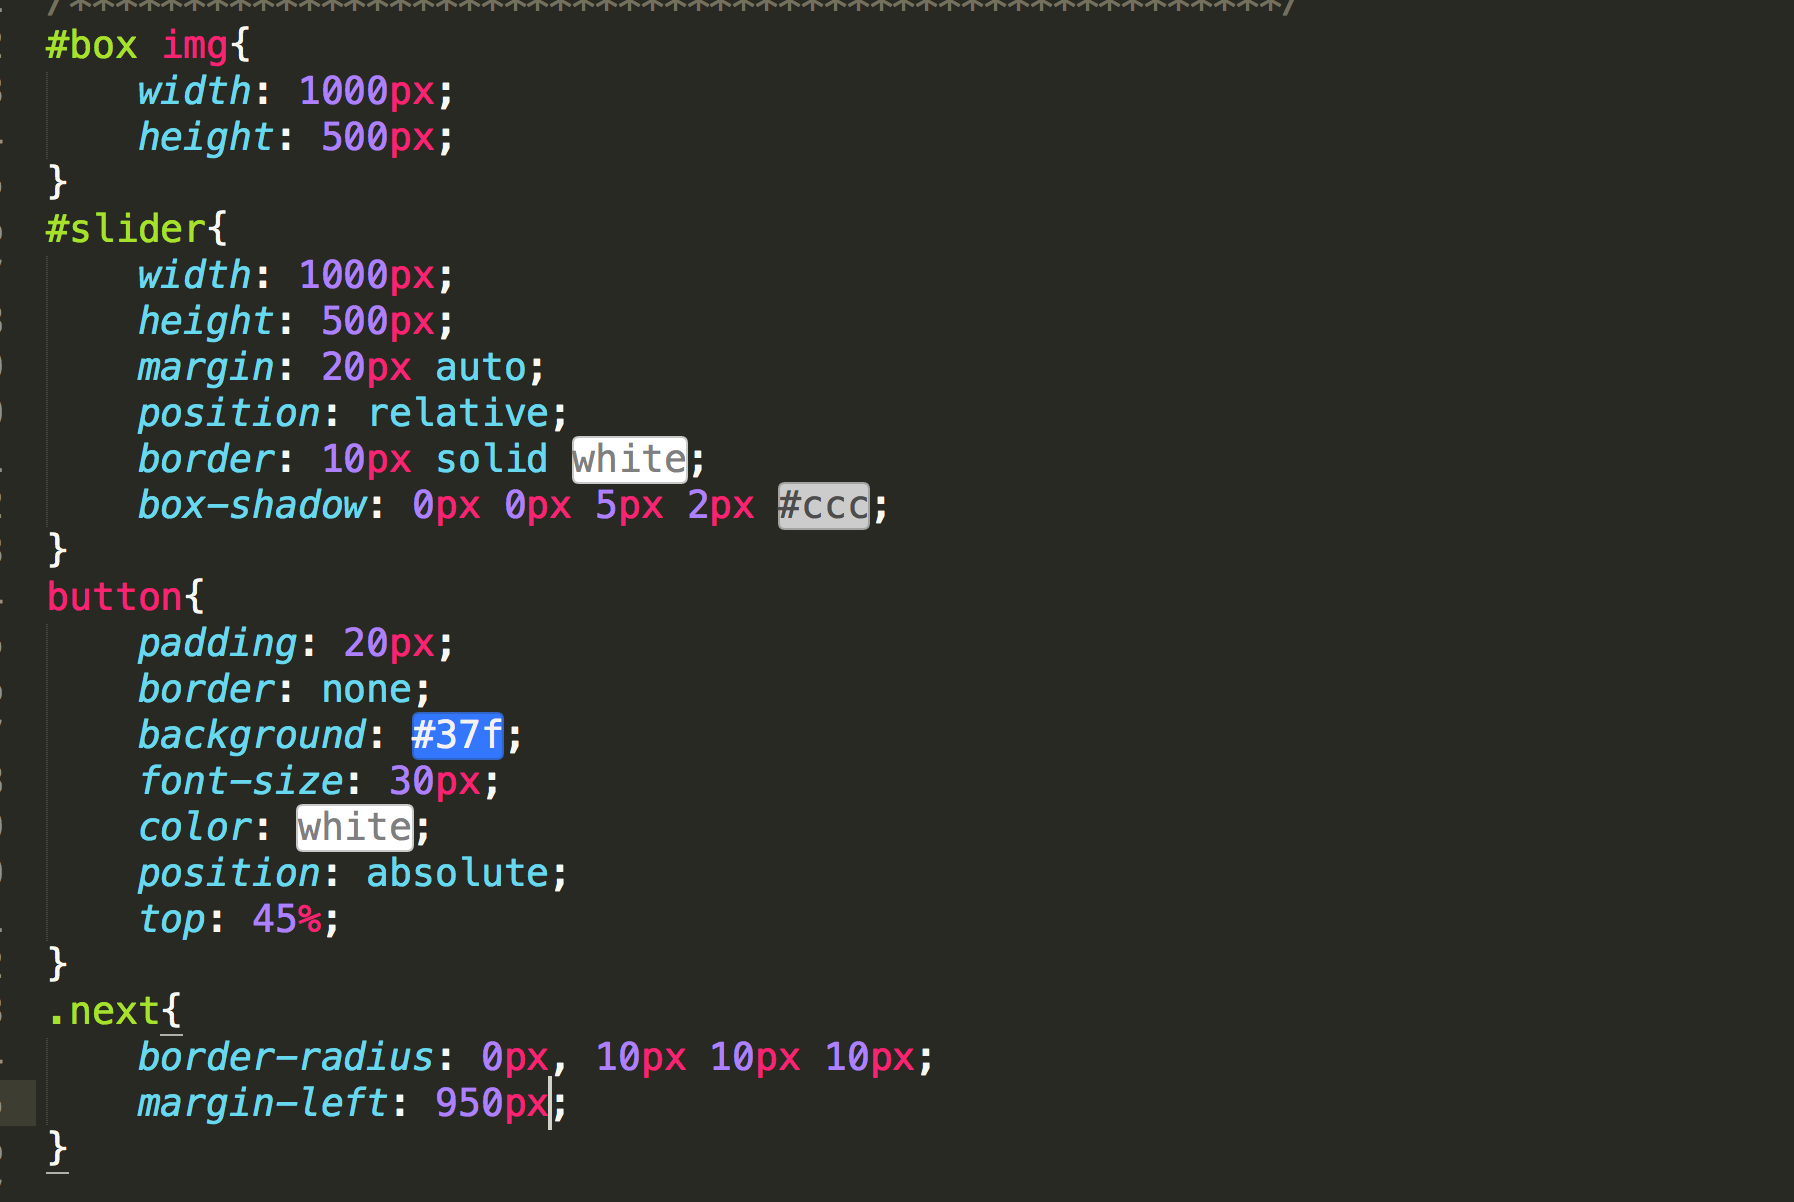 #box img{
    width: 1000px;
    height: 500px;
}
#slider{
    width: 1000px;
    height: 500px;
    margin: 20px auto;
    position: relative;
    border: 10px solid white;
    box-shadow: 0px 0px 5px 2px #ccc;
}
button{
    padding: 20px;
    border: none;
    background: #37f;
    font-size: 30px;
    color: white;
    position: absolute;
    top: 45%;
}
.next{
    border-radius: 0px, 10px 10px 10px;
    margin-left: 950px;
}